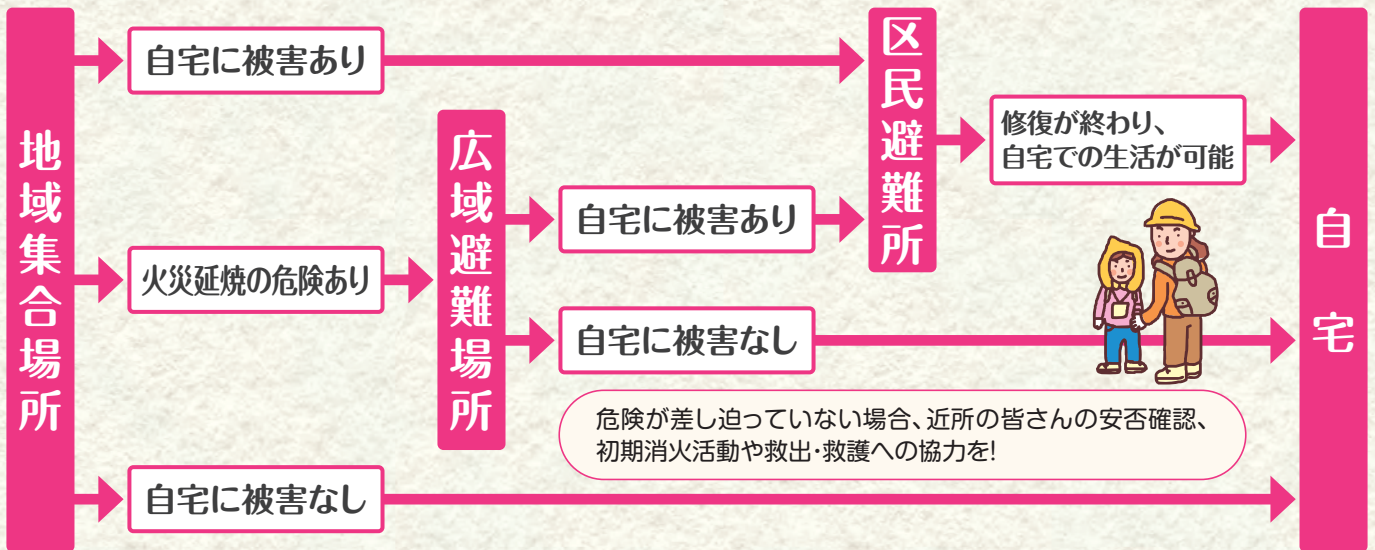 地域集合場所
自宅に被害あり
火災延焼の危険あり
自宅に被害なし
広域避難場所
自宅に被害あり
自宅に被害なし
区民避難所
修復が終わり、
自宅での生活が可能
自宅
危険が差し迫っていない場合、近所の皆さんの安否確認、
初期消火活動や救出・救護への協力を!